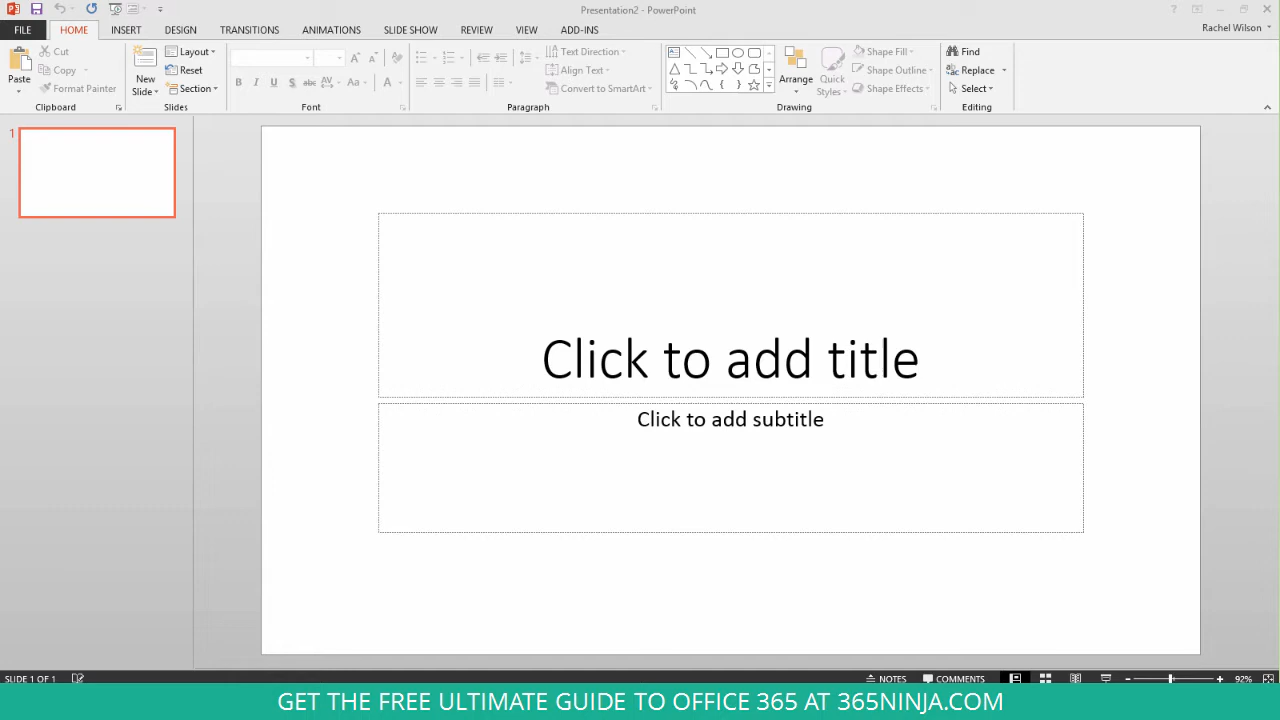 Presentation2 - PowerPoint
FILE HOME INSERT DESIGN TRANSITIONS ANIMATIONS SLIDE SHOW REVIEW VIEW ADD-INS Rachel Wilson
Paste
Cut
Copy
Format Painter
Clipboard
New Slide
Layout
Reset
Section
Slides
B I U S abc AV Aa A
Font
Text Direction
Align Text
Convert to SmartArt
Paragraph
Arrange
Quick Styles
Shape Fill
Shape Outline
Shape Effects
Drawing
Find
Replace
Select
Editing
1
Click to add title
Click to add subtitle
SLIDE 1 OF 1 NOTES COMMENTS 92%
GET THE FREE ULTIMATE GUIDE TO OFFICE 365 AT 365NINJA.COM